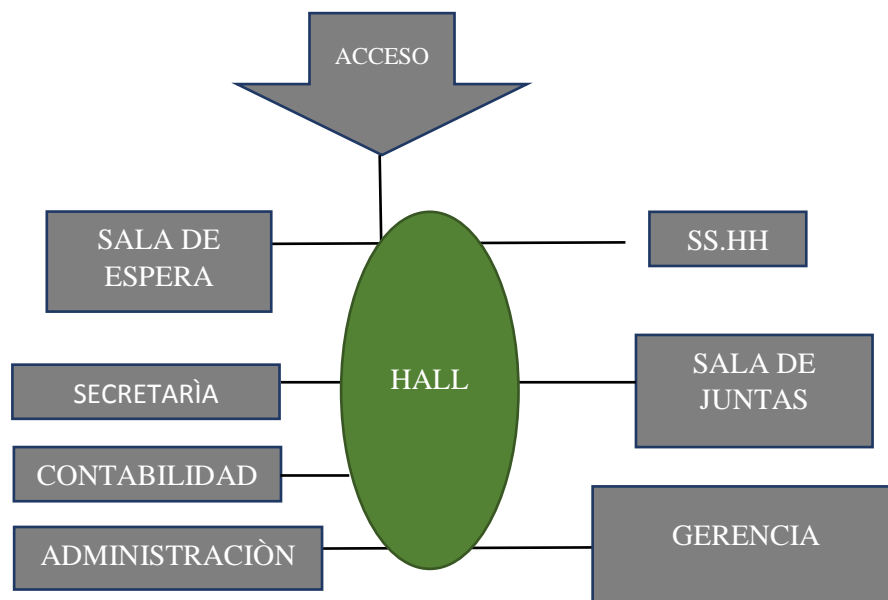 ACCESO
SALA DE
ESPERA
SS.HH
HALL
SALA DE
JUNTAS
SECRETARÌA
CONTABILIDAD
GERENCIA
ADMINISTRACIÒN